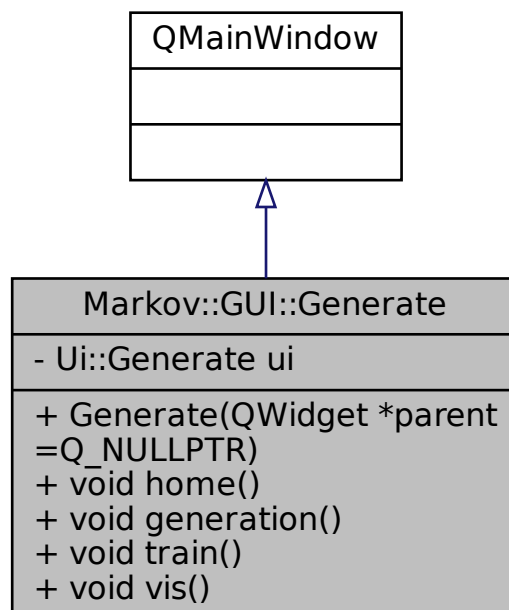 QMainWindow
Markov::GUI::Generate
- Ui::Generate ui
+ Generate(QWidget *parent
=Q_NULLPTR)
+ void home()
+ void generation()
+ void train()
+ void vis()